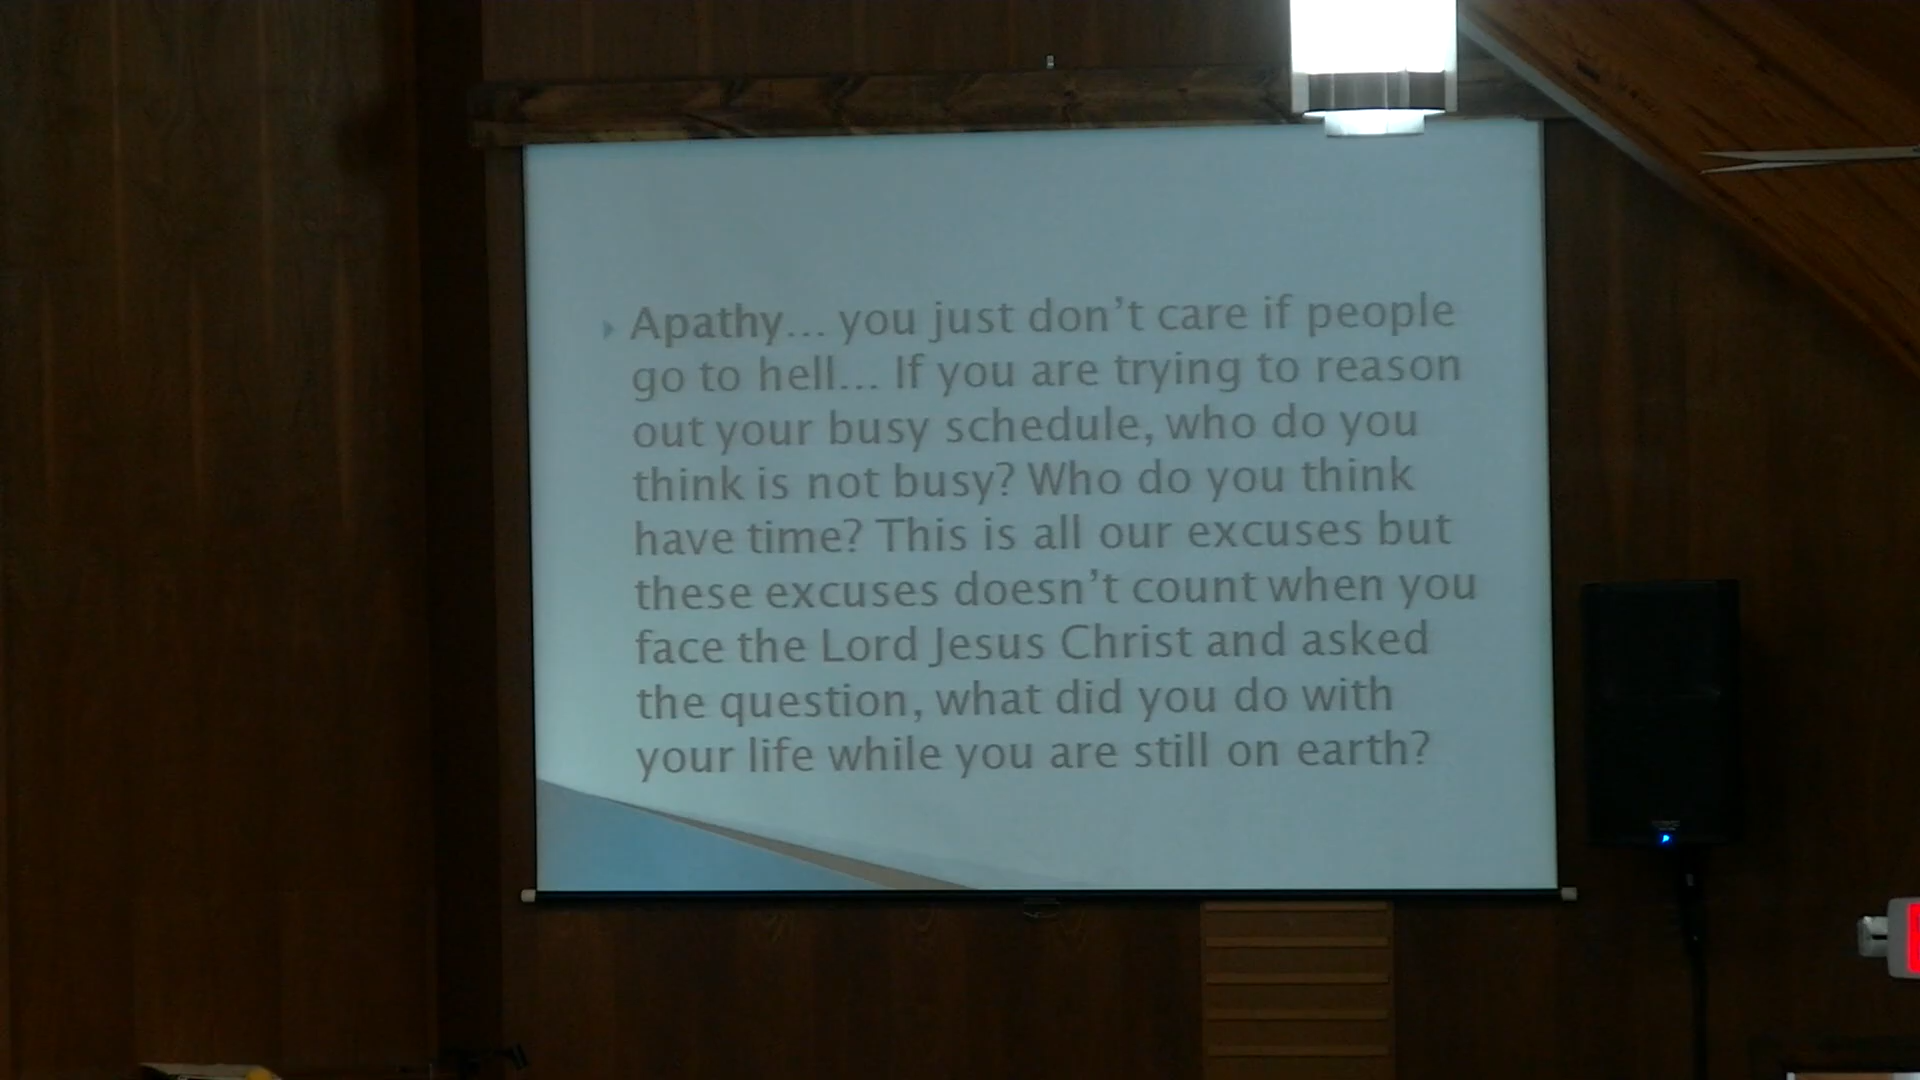 Apathy... you just don't care if people
go to hell... If you are trying to reason
out your busy schedule, who do you
think is not busy? Who do you think
have time? This is all our excuses but
these excuses doesn't count when you
face the Lord Jesus Christ and asked
the question, what did you do with
your life while you are still on earth?